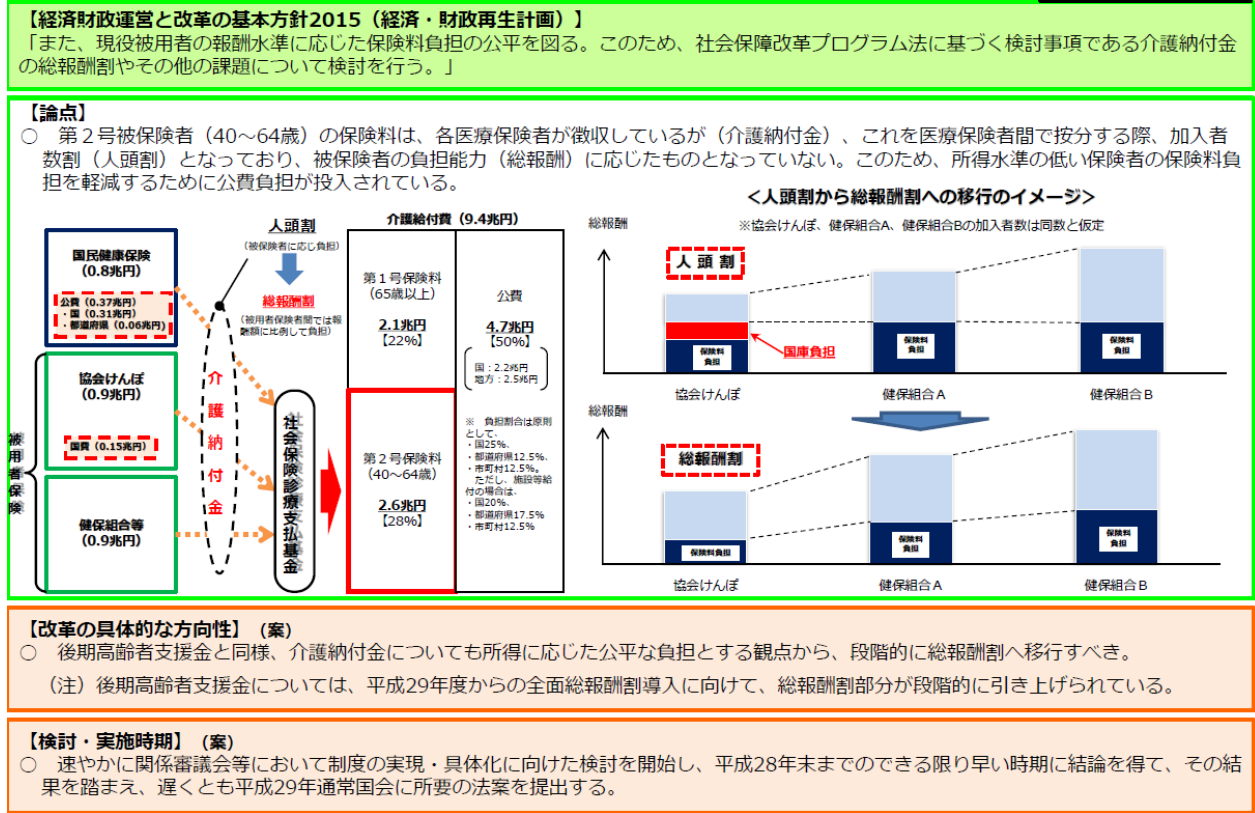 【経済財政運営と改革の基本方針2015（経済・財政再生計画）】
「また、現役被用者の報酬水準に応じた保険料負担の公平を図る。このため、社会保障改革プログラム法に基づく検討事項である介護納付金
の総報酬割やその他の課題について検討を行う。」
【論点】
○　第２号被保険者（40～64歳）の保険料は、各医療保険者が徴収しているが（介護納付金）、これを医療保険者間で按分する際、加入者
数割（人頭割）となっており、被保険者の負担能力（総報酬）に応じたものとなっていない。このため、所得水準の低い保険者の保険料負
担を軽減するために公費負担が投入されている。
国民健康保険
（0.8兆円）
公費（0.37兆円）
・国（0.31兆円）
・都道府県（0.06兆円）
被用者保険
協会けんぽ
（0.9兆円）
国費（0.15兆円）
健保組合等
（0.9兆円）
人頭割
（被保険者に応じ負担）
総報酬割
（被用者保険者間では報
酬額に比例して負担）
介護納付金
社会保険診療支払基金
介護給付費（9.4兆円）
第１号保険料
（65歳以上）
2.1兆円
【22%】
第２号保険料
（40～64歳）
2.6兆円
【28%】
公費
4.7兆円
【50%】
国：2.2兆円
地方：2.5兆円
※　負担割合は原則
として、
・国25%、
・都道府県12.5%、
・市町村12.5%。
ただし、施設等給
付の場合は、
・国20%、
・都道府県17.5%
・市町村12.5%
＜人頭割から総報酬割への移行のイメージ＞
※協会けんぽ、健保組合A、健保組合Bの加入者数は同数と仮定
総報酬
人 頭 割
保険料
負担
国庫負担
保険料
負担
保険料
負担
協会けんぽ
健保組合Ａ
健保組合Ｂ
総報酬
総報酬割
保険料負担
保険料
負担
保険料
負担
協会けんぽ
健保組合Ａ
健保組合Ｂ
【改革の具体的な方向性】（案）
○　後期高齢者支援金と同様、介護納付金についても所得に応じた公平な負担とする観点から、段階的に総報酬割へ移行すべき。
（注）後期高齢者支援金については、平成29年度からの全面総報酬割導入に向けて、総報酬割部分が段階的に引き上げられている。
【検討・実施時期】（案）
○　速やかに関係審議会等において制度の実現・具体化に向けた検討を開始し、平成28年末までのできる限り早い時期に結論を得て、その結
果を踏まえ、遅くとも平成29年通常国会に所要の法案を提出する。